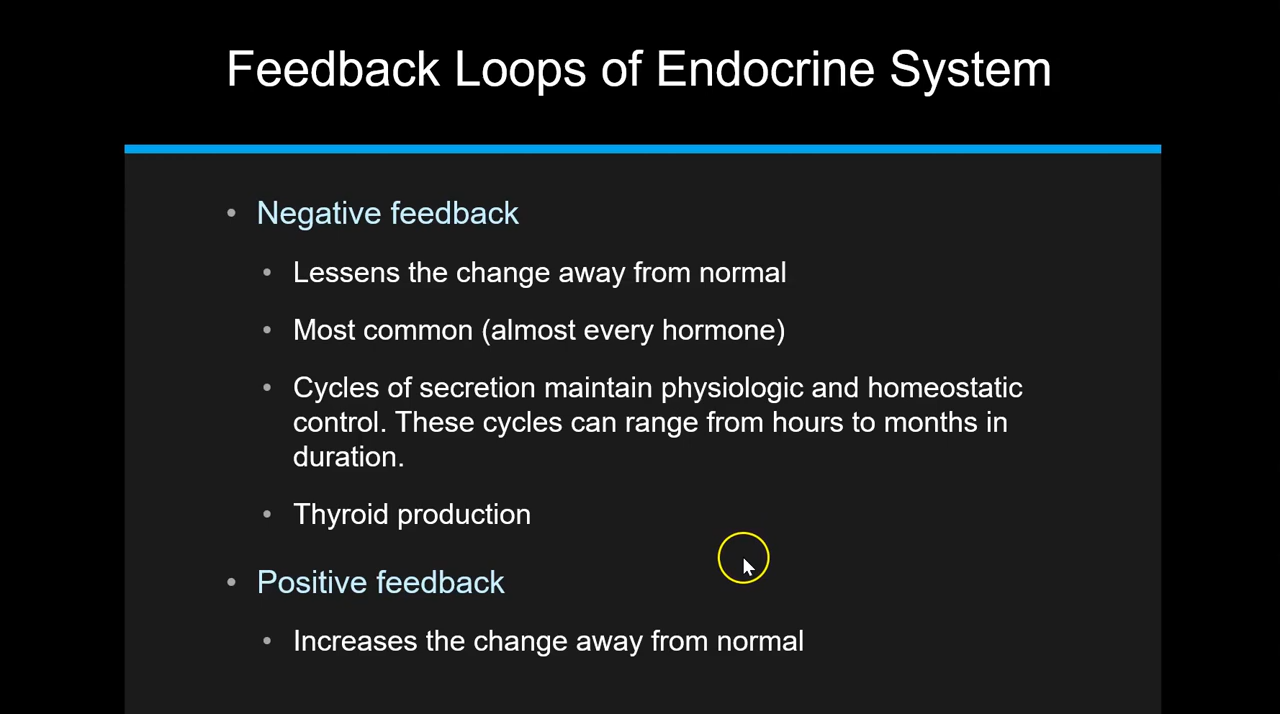 Feedback Loops of Endocrine System
• Negative feedback
• Lessens the change away from normal
• Most common (almost every hormone)
• Cycles of secretion maintain physiologic and homeostatic
control. These cycles can range from hours to months in
duration.
• Thyroid production
• Positive feedback
• Increases the change away from normal